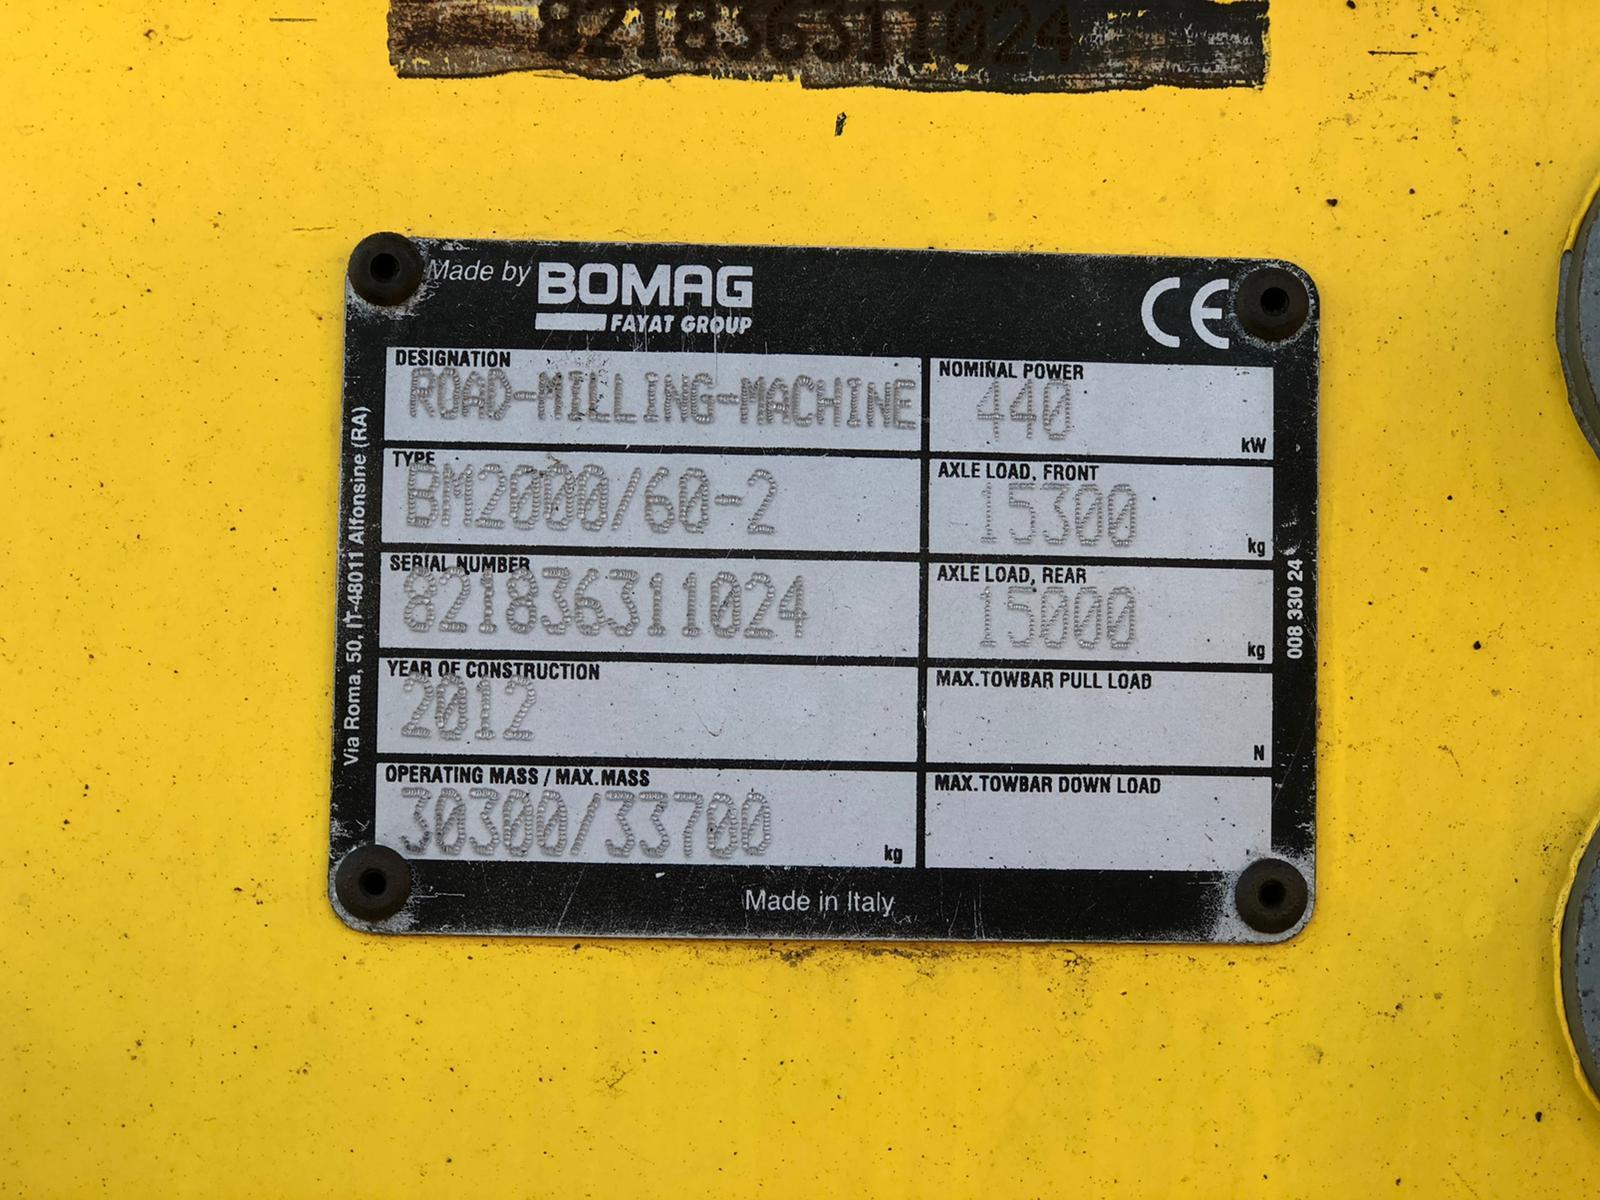 821836311024
Made by BOMAG
FAYAT GROUP
CE
DESIGNATION
ROAD-MILLING-MACHINE
NOMINAL POWER
440
kW
TYPE
BM2000/60-2
AXLE LOAD, FRONT
15300
kg
SERIAL NUMBER
821836311024
AXLE LOAD, REAR
15000
kg
YEAR OF CONSTRUCTION
2012
MAX.TOWBAR PULL LOAD
N
OPERATING MASS / MAX.MASS
30300/33700
kg
MAX.TOWBAR DOWN LOAD
Made in Italy
Via Roma, 50, IT-48011 Alfonsine (RA)
008 330 24